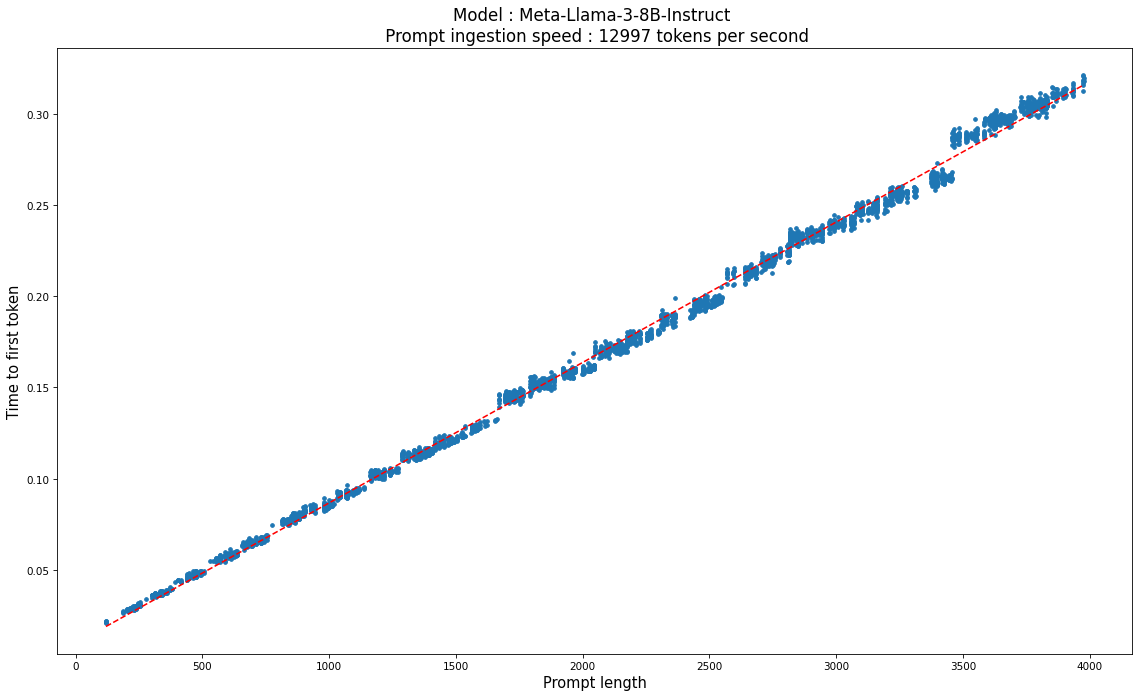 Model : Meta-Llama-3-8B-Instruct
Prompt ingestion speed : 12997 tokens per second
0.30
0.25
0.20
0.15
0.10
0.05
Time to first token
0 500 1000 1500 2000 2500 3000 3500 4000
Prompt length